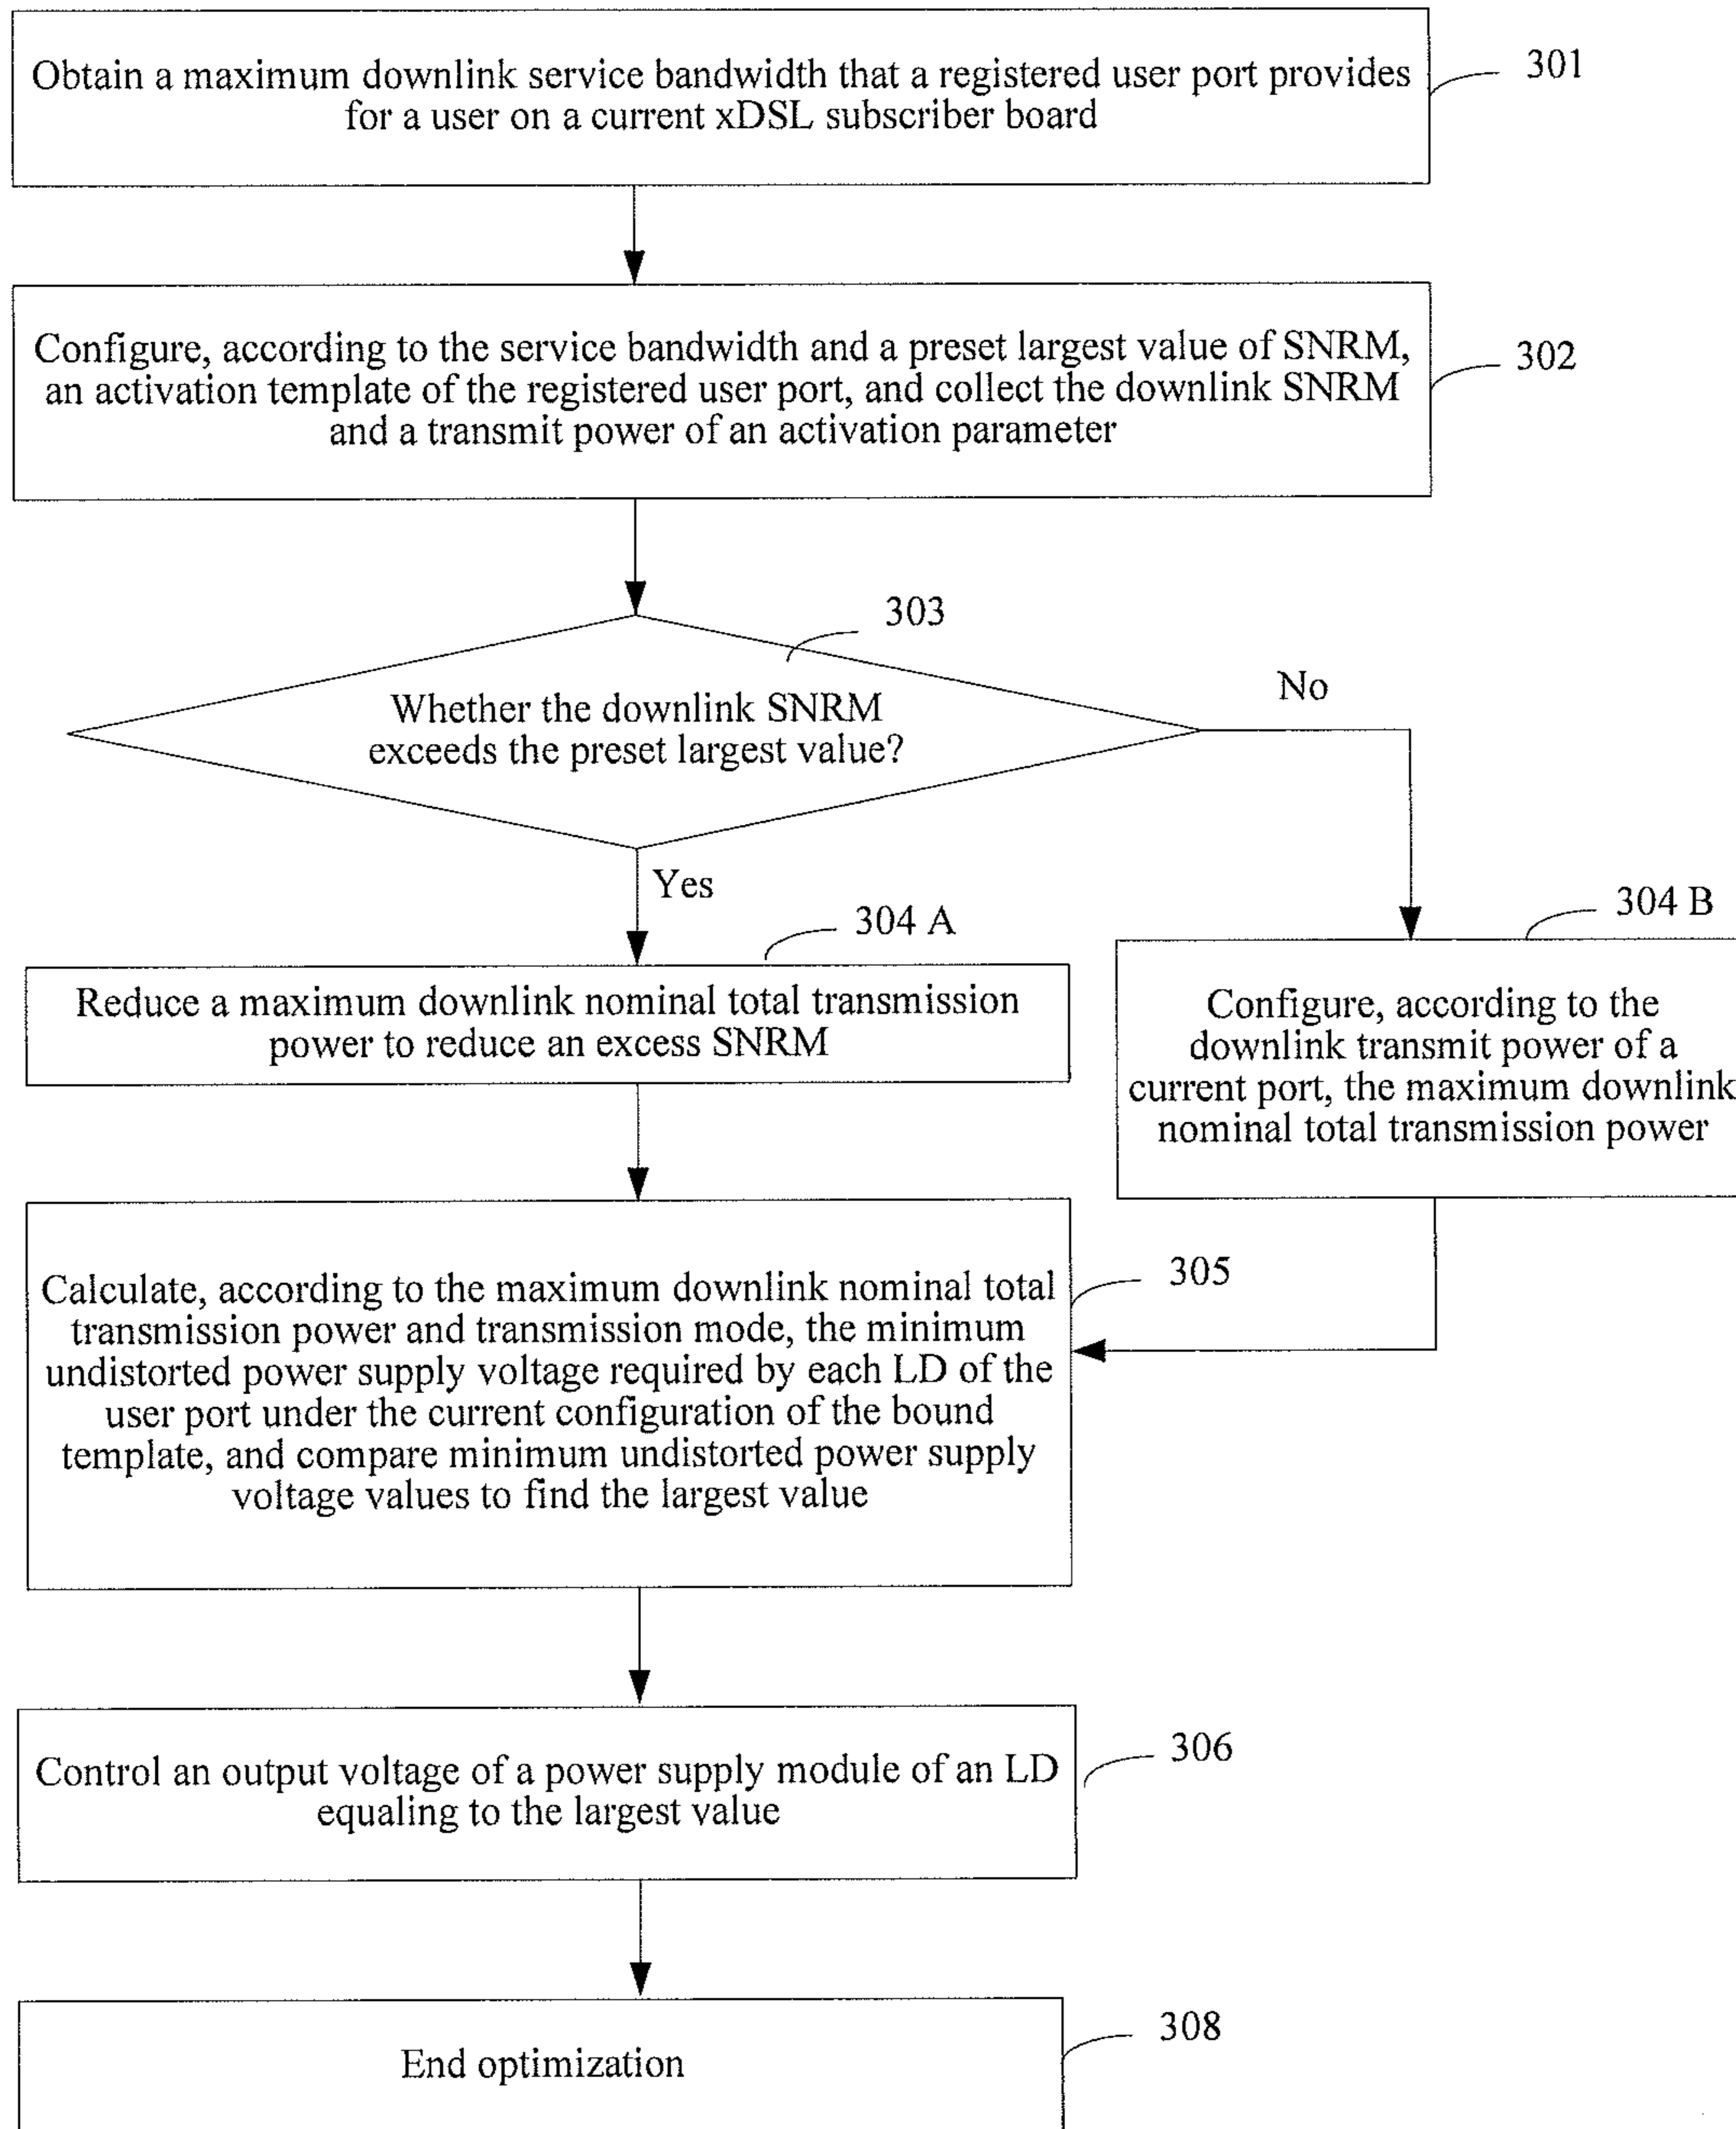 Obtain a maximum downlink service bandwidth that a registered user port provides
for a user on a current xDSL subscriber board
301
Configure, according to the service bandwidth and a preset largest value of SNRM,
an activation template of the registered user port, and collect the downlink SNRM
and a transmit power of an activation parameter
302
303
Whether the downlink SNRM
exceeds the preset largest value?
No
Yes
304 A
Reduce a maximum downlink nominal total transmission
power to reduce an excess SNRM
304 B
Configure, according to the
downlink transmit power of a
current port, the maximum downlink
nominal total transmission power
Calculate, according to the maximum downlink nominal total
transmission power and transmission mode, the minimum
undistorted power supply voltage required by each LD of the
user port under the current configuration of the bound
template, and compare minimum undistorted power supply
voltage values to find the largest value
305
Control an output voltage of a power supply module of an LD
equaling to the largest value
306
End optimization
308